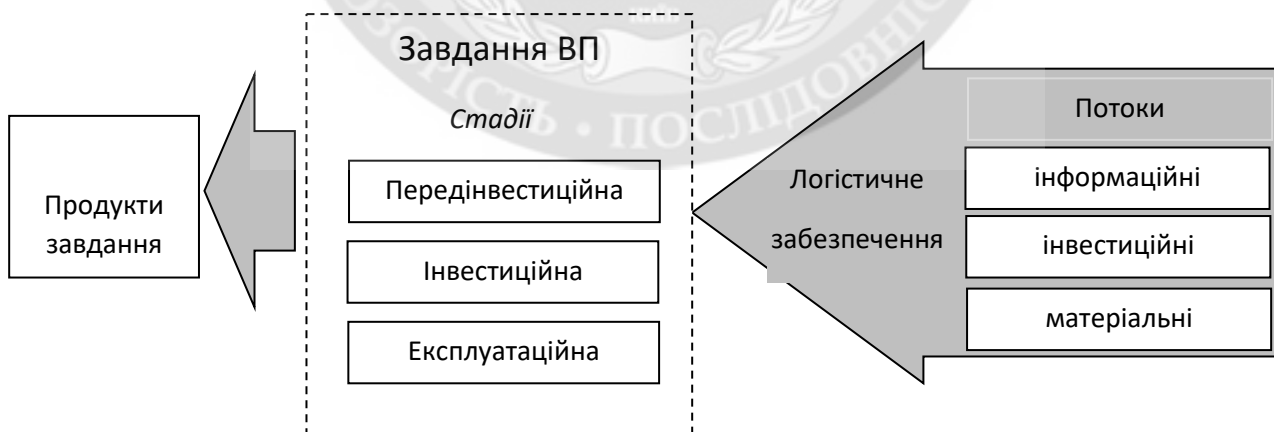 Завдання ВП
Стадії
Передінвестиційна
Інвестиційна
Експлуатаційна
Продукти
завдання
Логістичне
забезпечення
Потоки
інформаційні
інвестиційні
матеріальні